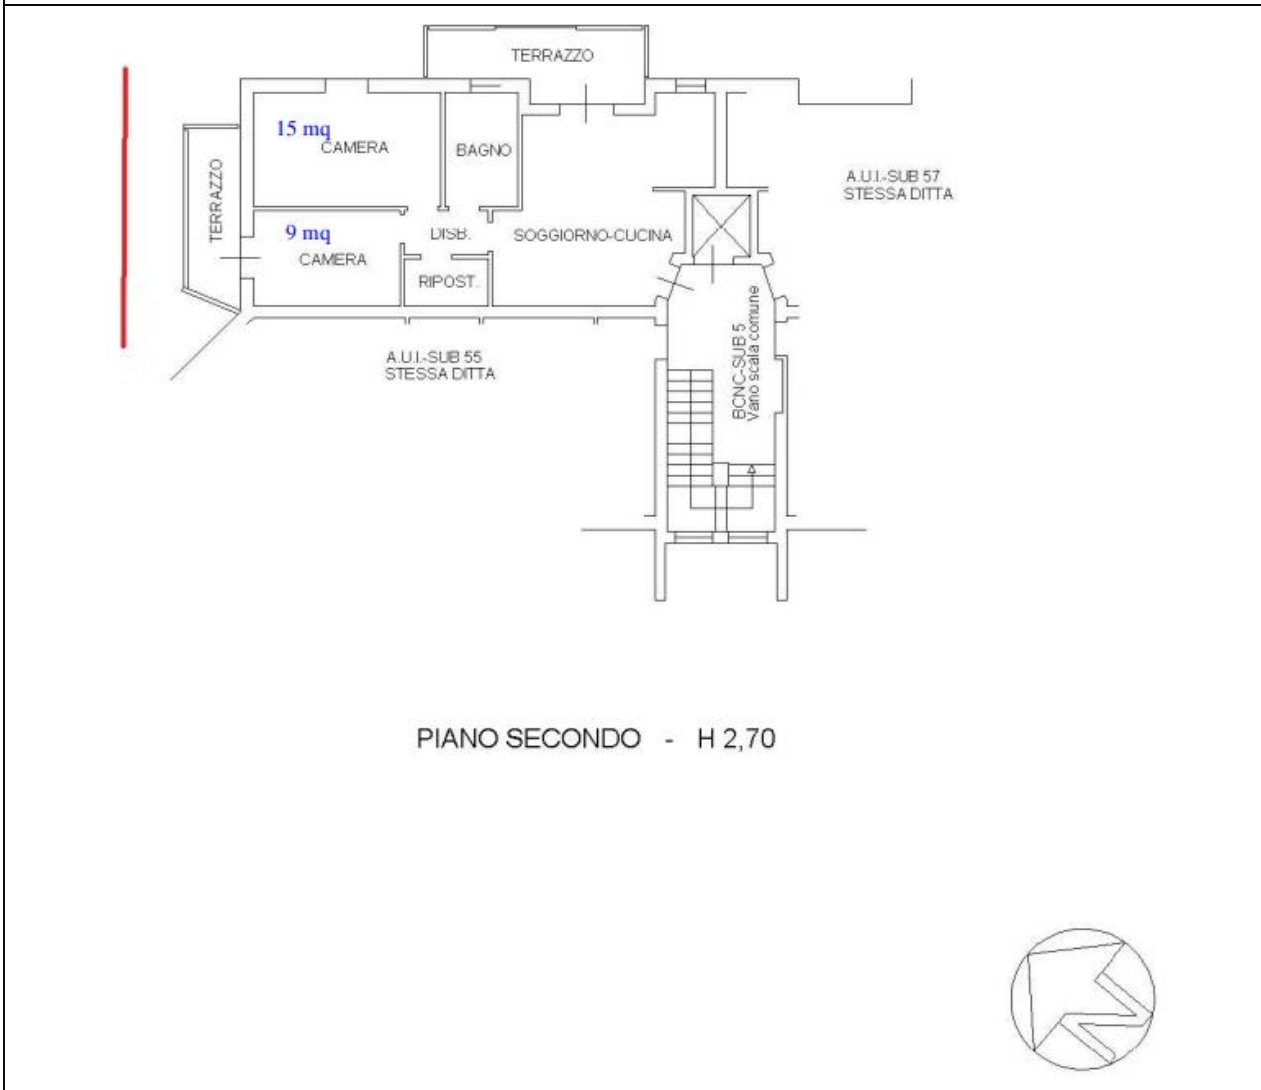 TERRAZZO
15 mq
CAMERA
BAGNO
TERRAZZO
A.U.I.-SUB 57
STESSA DITTA
9 mq
CAMERA
DISB.
SOGGIORNO-CUCINA
RIPOST.
BCNC-SUB 5
Vano scala comune
A.U.I.-SUB 55
STESSA DITTA
PIANO SECONDO - H 2,70
N